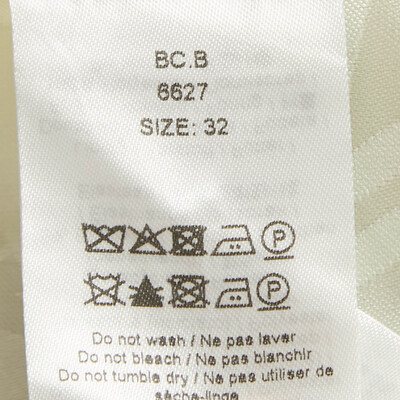 BC.B
6627
SIZE: 32
P
P
Do not wash / Ne pas laver
Do not bleach / Ne pas blanchir
Do not tumble dry / Ne pas utiliser de
sèche-linge